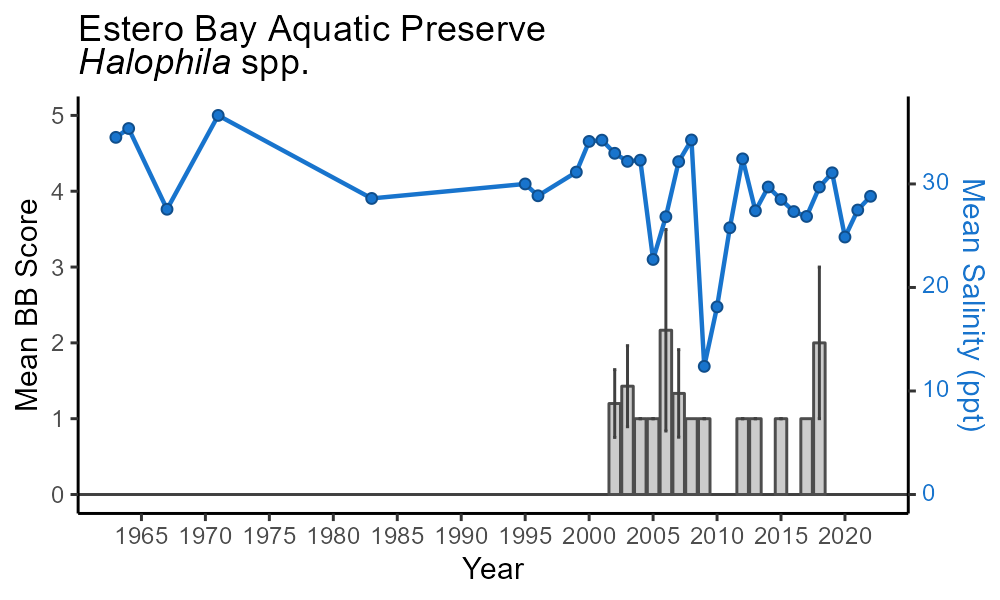 Estero Bay Aquatic Preserve
Halophila spp.
Mean BB Score
5
4
3
2
1
0
30
20
10
0
Mean Salinity (ppt)
1965 1970 1975 1980 1985 1990 1995 2000 2005 2010 2015 2020
Year